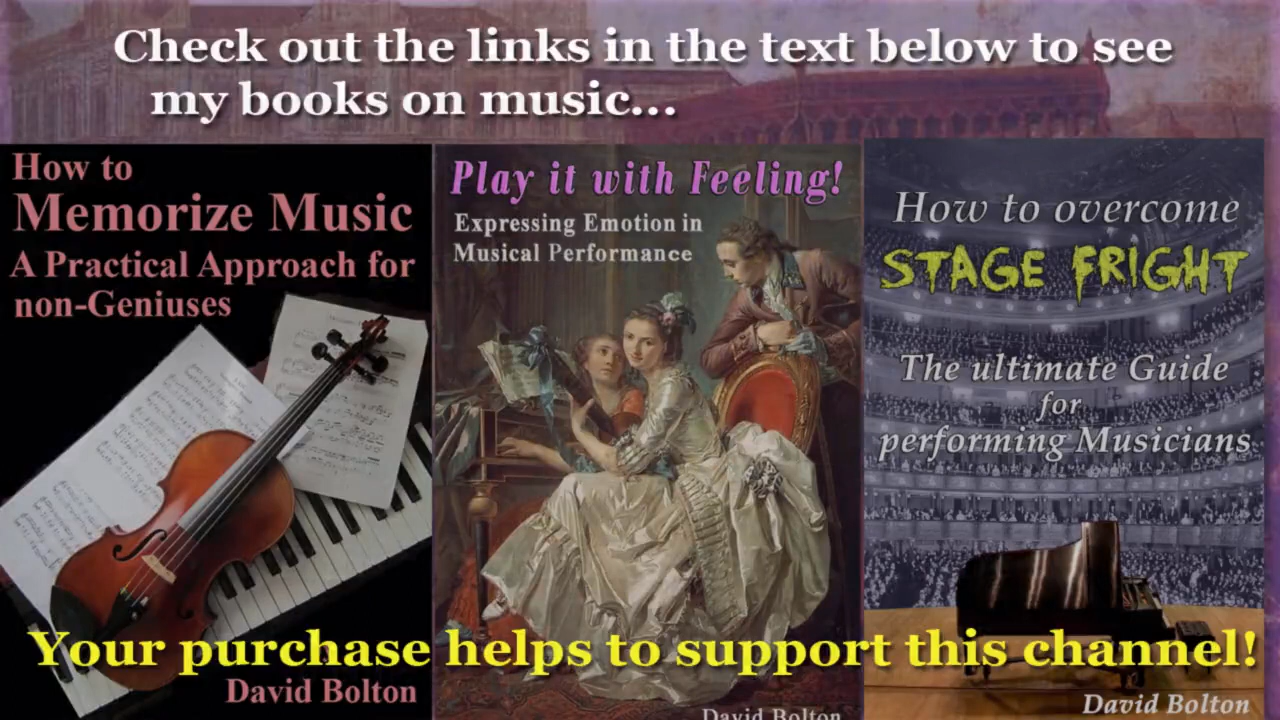 Check out the links in the text below to see
my books on music...
How to
Memorize Music
A Practical Approach for
non-Geniuses
David Bolton
Play it with Feeling!
Expressing Emotion in
Musical Performance
David Bolton
How to overcome
STAGE FRIGHT
The ultimate Guide
for
performing Musicians
David Bolton
Your purchase helps to support this channel!